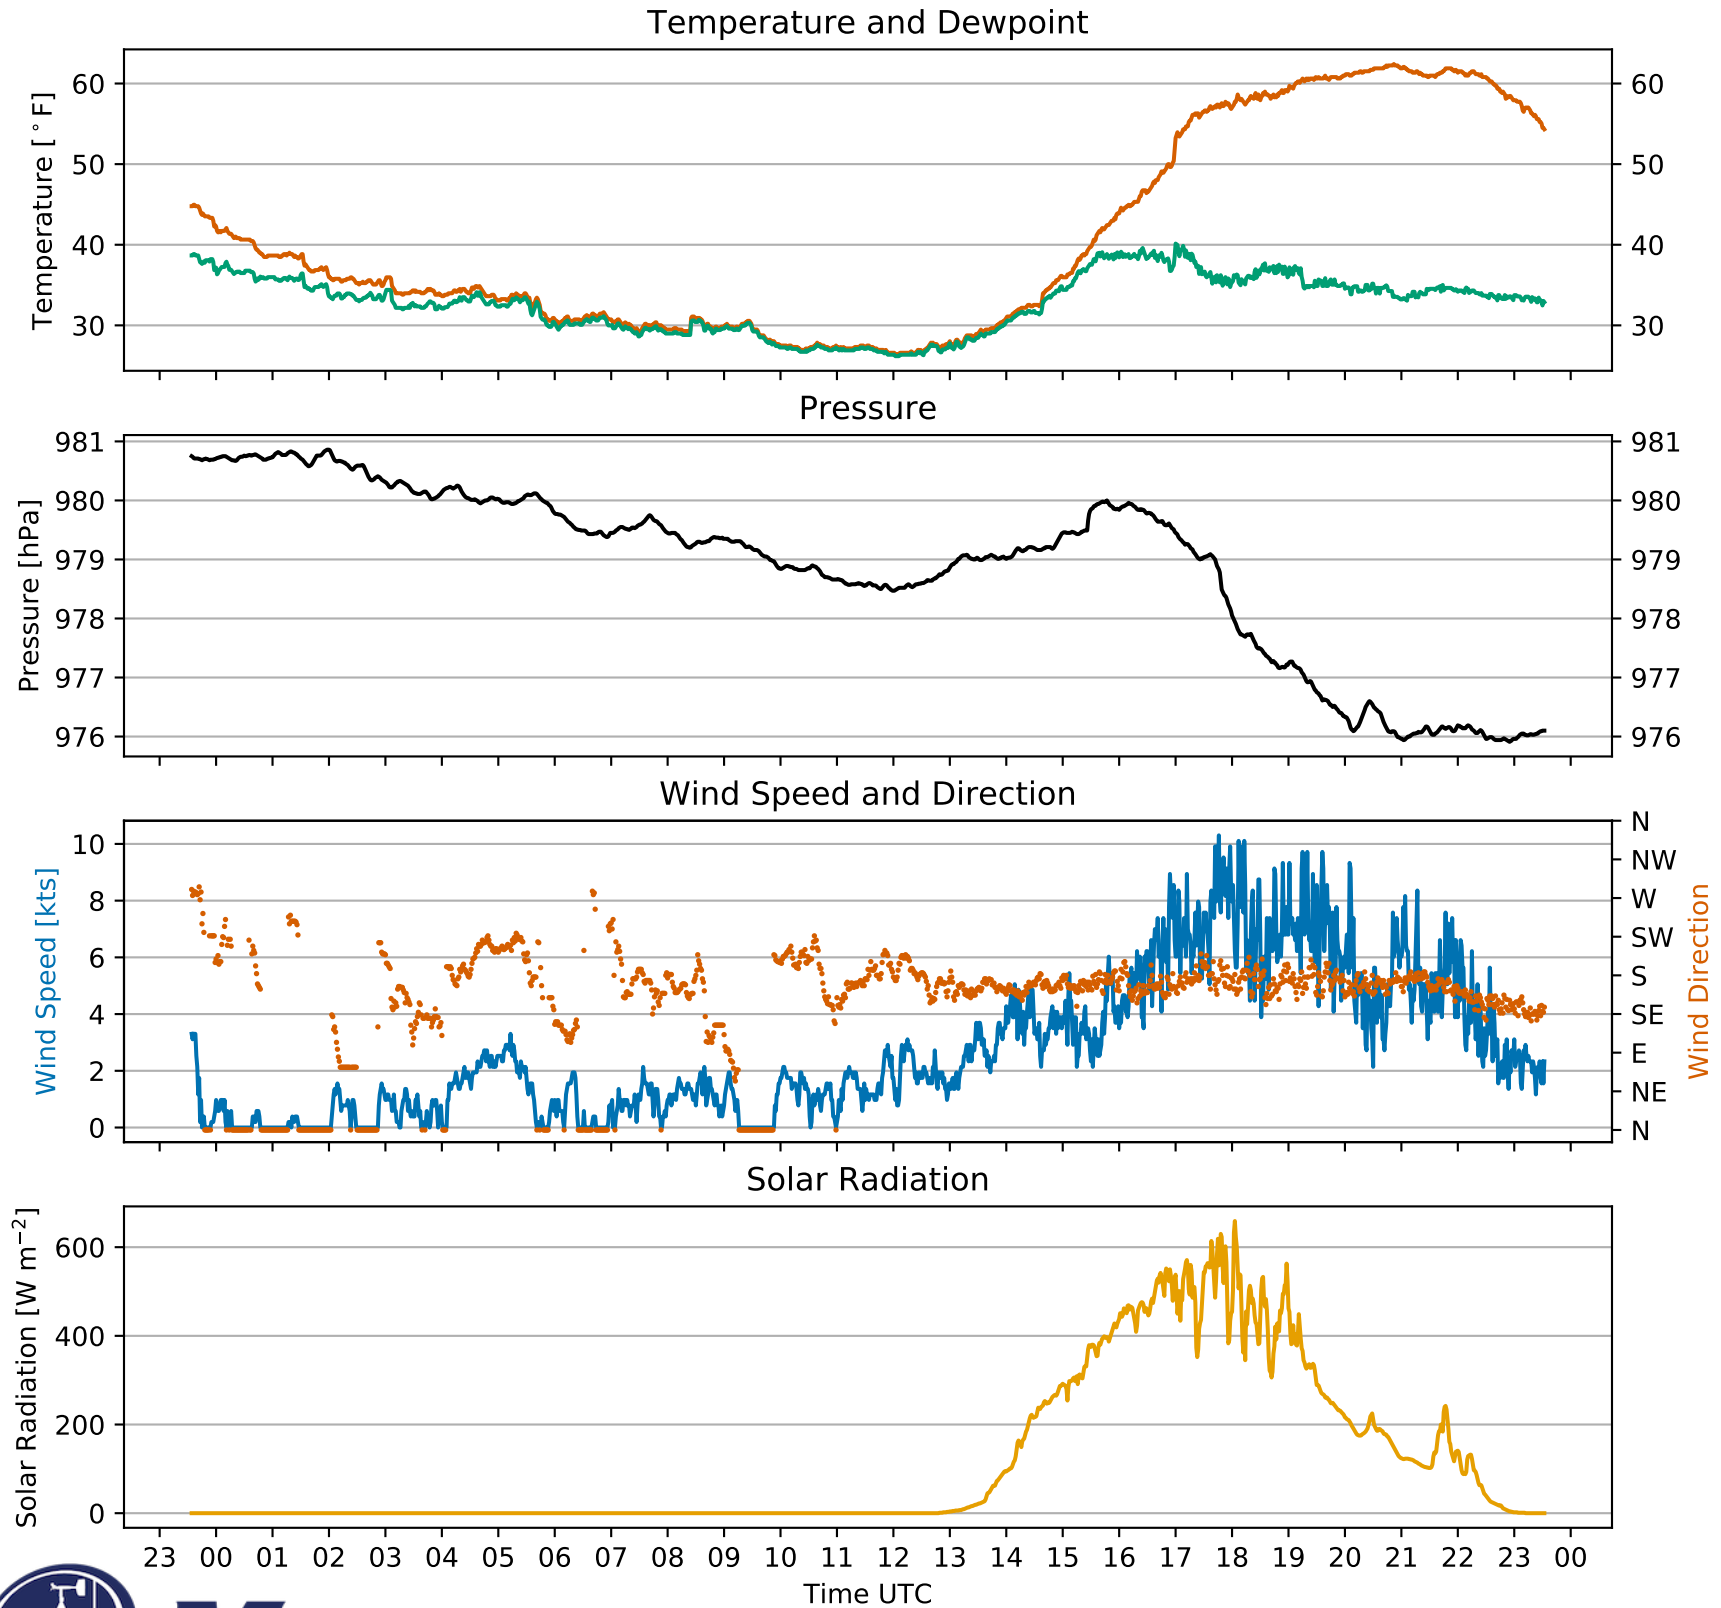 Temperature and Dewpoint
Temperature [°F]
60 60
50 50
40 40
30 30
Pressure
Pressure [hPa]
981 981
980 980
979 979
978 978
977 977
976 976
Wind Speed and Direction
Wind Speed [kts]
Wind Direction
10
8
6
4
2
0
N
NW
W
SW
S
SE
E
NE
N
Solar Radiation
Solar Radiation [W m⁻²]
600
400
200
0
23 00 01 02 03 04 05 06 07 08 09 10 11 12 13 14 15 16 17 18 19 20 21 22 23 00
Time UTC